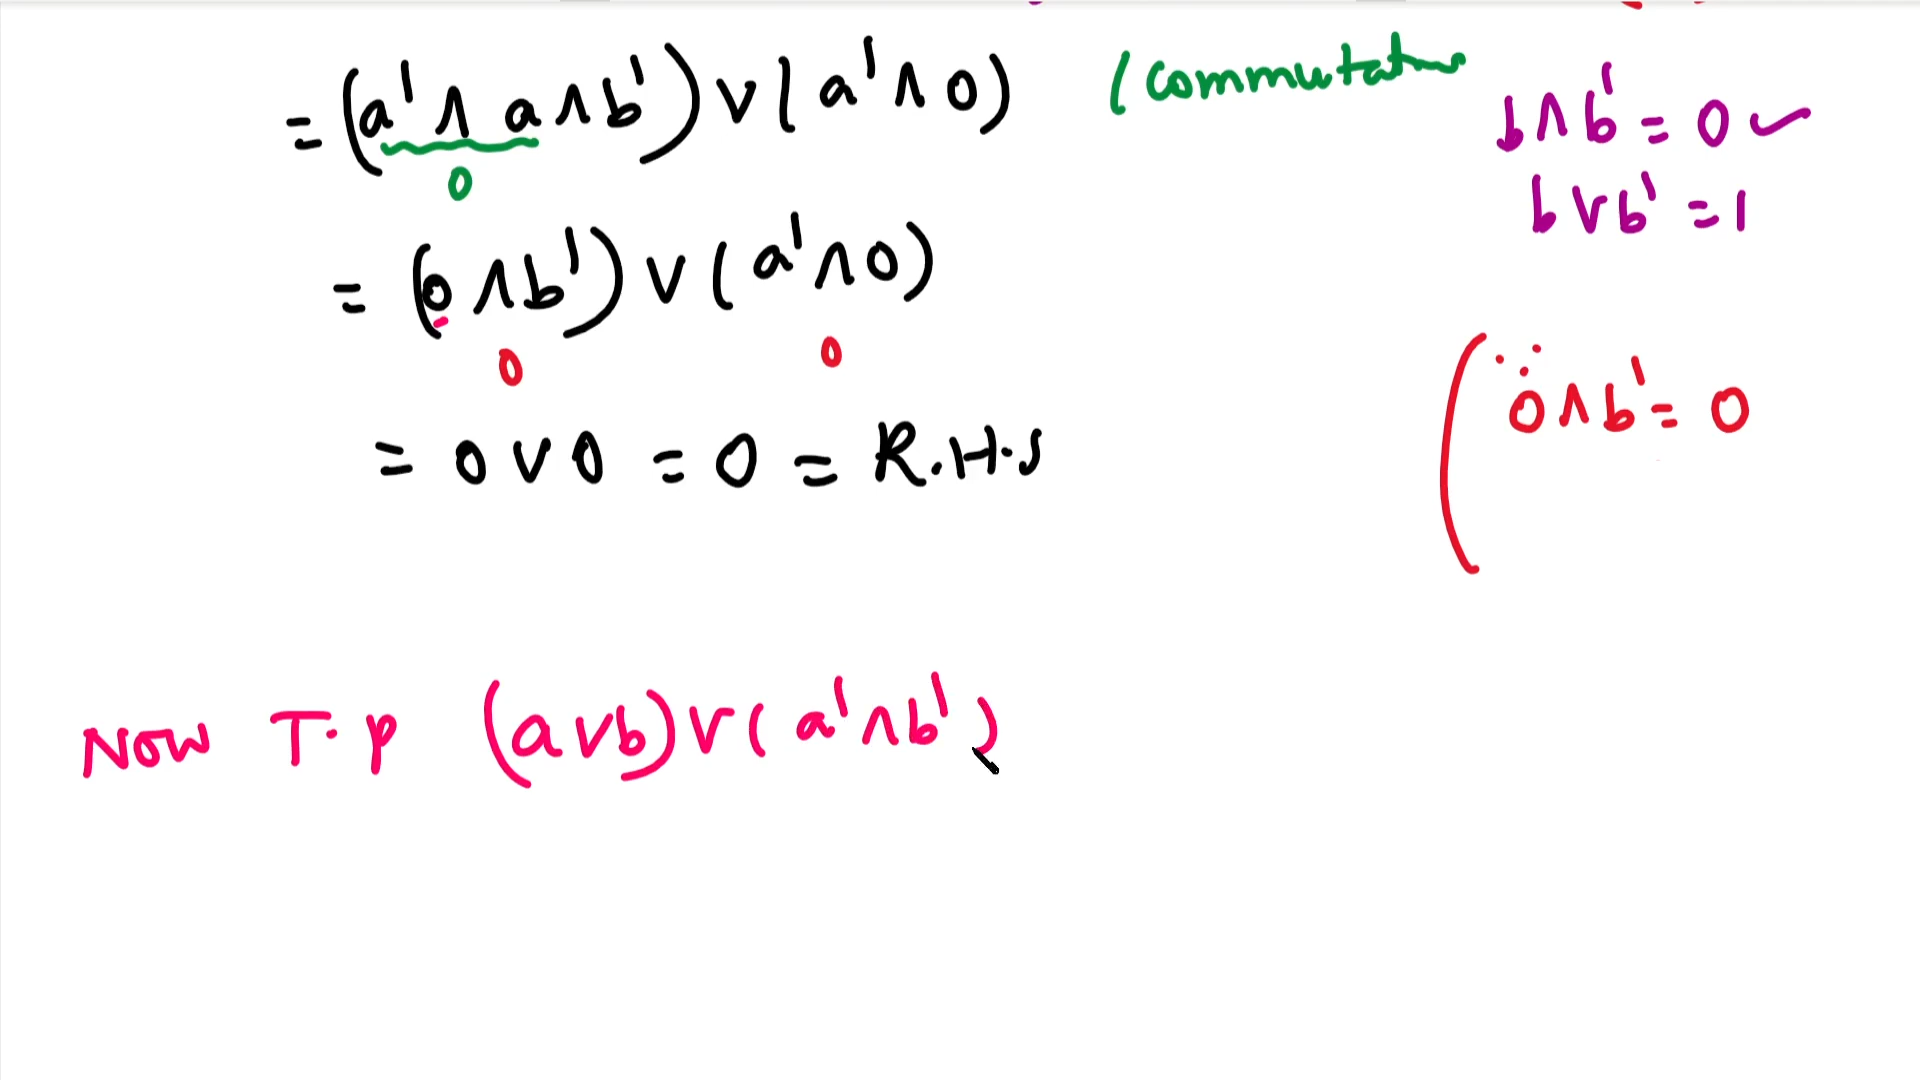 = (a' ∧ a ∧ b') ∨ (a' ∧ 0) (commutative
0
b ∧ b' = 0 ✓
b ∨ b' = 1
= (0 ∧ b') ∨ (a' ∧ 0)
0 0
(∵ 0 ∧ b' = 0
= 0 ∨ 0 = 0 = R.H.S
Now T.p (a ∨ b) ∨ (a' ∧ b')